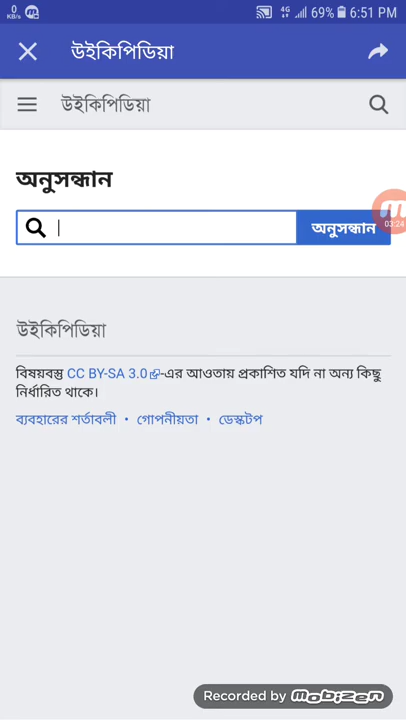 0 KB/s 4G 69% 6:51 PM
উইকিপিডিয়া
উইকিপিডিয়া
অনুসন্ধান
অনুসন্ধান
03:24
উইকিপিডিয়া
বিষয়বস্তু CC BY-SA 3.0-এর আওতায় প্রকাশিত যদি না অন্য কিছু
নির্ধারিত থাকে।
ব্যবহারের শর্তাবলী • গোপনীয়তা • ডেস্কটপ
Recorded by mobizen